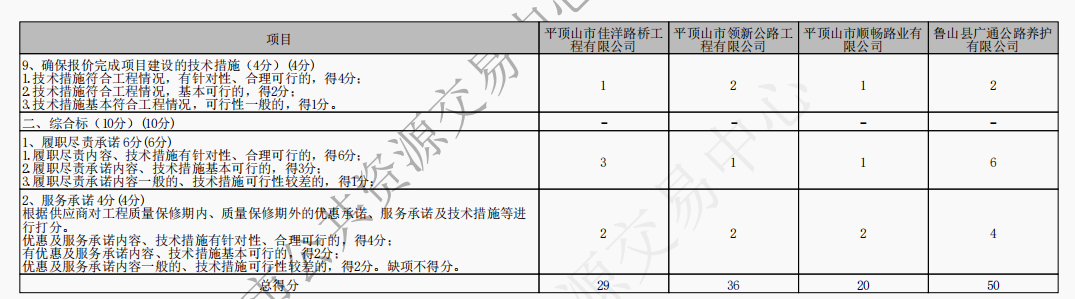 项目 平顶山市佳洋路桥工程有限公司 平顶山市领新公路工程有限公司 平顶山市顺畅路业有限公司 鲁山县广通公路养护有限公司
9、确保报价完成项目建设的技术措施（4分）(4分)
1.技术措施符合工程情况，有针对性、合理可行的，得4分；
2.技术措施符合工程情况，基本可行的，得2分；
3.技术措施基本符合工程情况，可行性一般的，得1分。
1 2 1 2
二、综合标（10分）(10分) - - - -
1、履职尽责承诺 6分(6分)
1.履职尽责内容、技术措施有针对性、合理可行的，得6分；
2.履职尽责承诺内容、技术措施基本可行的，得3分；
3.履职尽责承诺内容一般的、技术措施可行性较差的，得1分；
3 1 1 6
2、服务承诺 4分(4分)
根据供应商对工程质量保修期内、质量保修期外的优惠承诺、服务承诺及技术措施等进
行打分。
优惠及服务承诺内容、技术措施有针对性、合理可行的，得4分；
有优惠及服务承诺内容、技术措施基本可行的，得2分；
优惠及服务承诺内容一般的、技术措施可行性较差的，得2分。缺项不得分。
2 2 2 4
总得分 29 36 20 50
公共资源交易中心
源交易中心